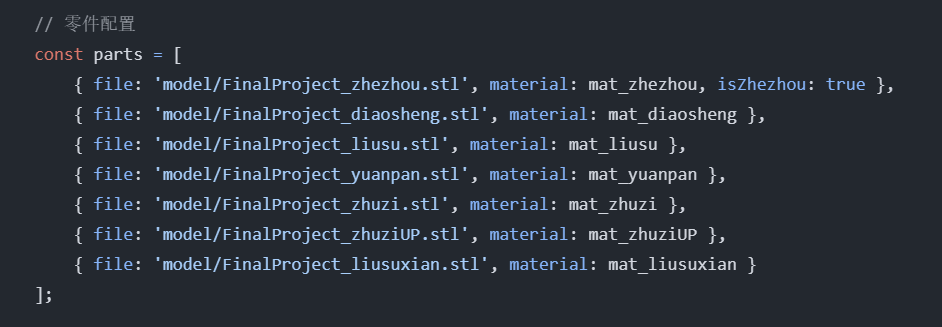 // 零件配置
const parts = [
{ file: 'model/FinalProject_zhezhou.stl', material: mat_zhezhou, isZhezhou: true },
{ file: 'model/FinalProject_diaosheng.stl', material: mat_diaosheng },
{ file: 'model/FinalProject_liusu.stl', material: mat_liusu },
{ file: 'model/FinalProject_yuanpan.stl', material: mat_yuanpan },
{ file: 'model/FinalProject_zhuzi.stl', material: mat_zhuzi },
{ file: 'model/FinalProject_zhuziUP.stl', material: mat_zhuziUP },
{ file: 'model/FinalProject_liusuxian.stl', material: mat_liusuxian }
];